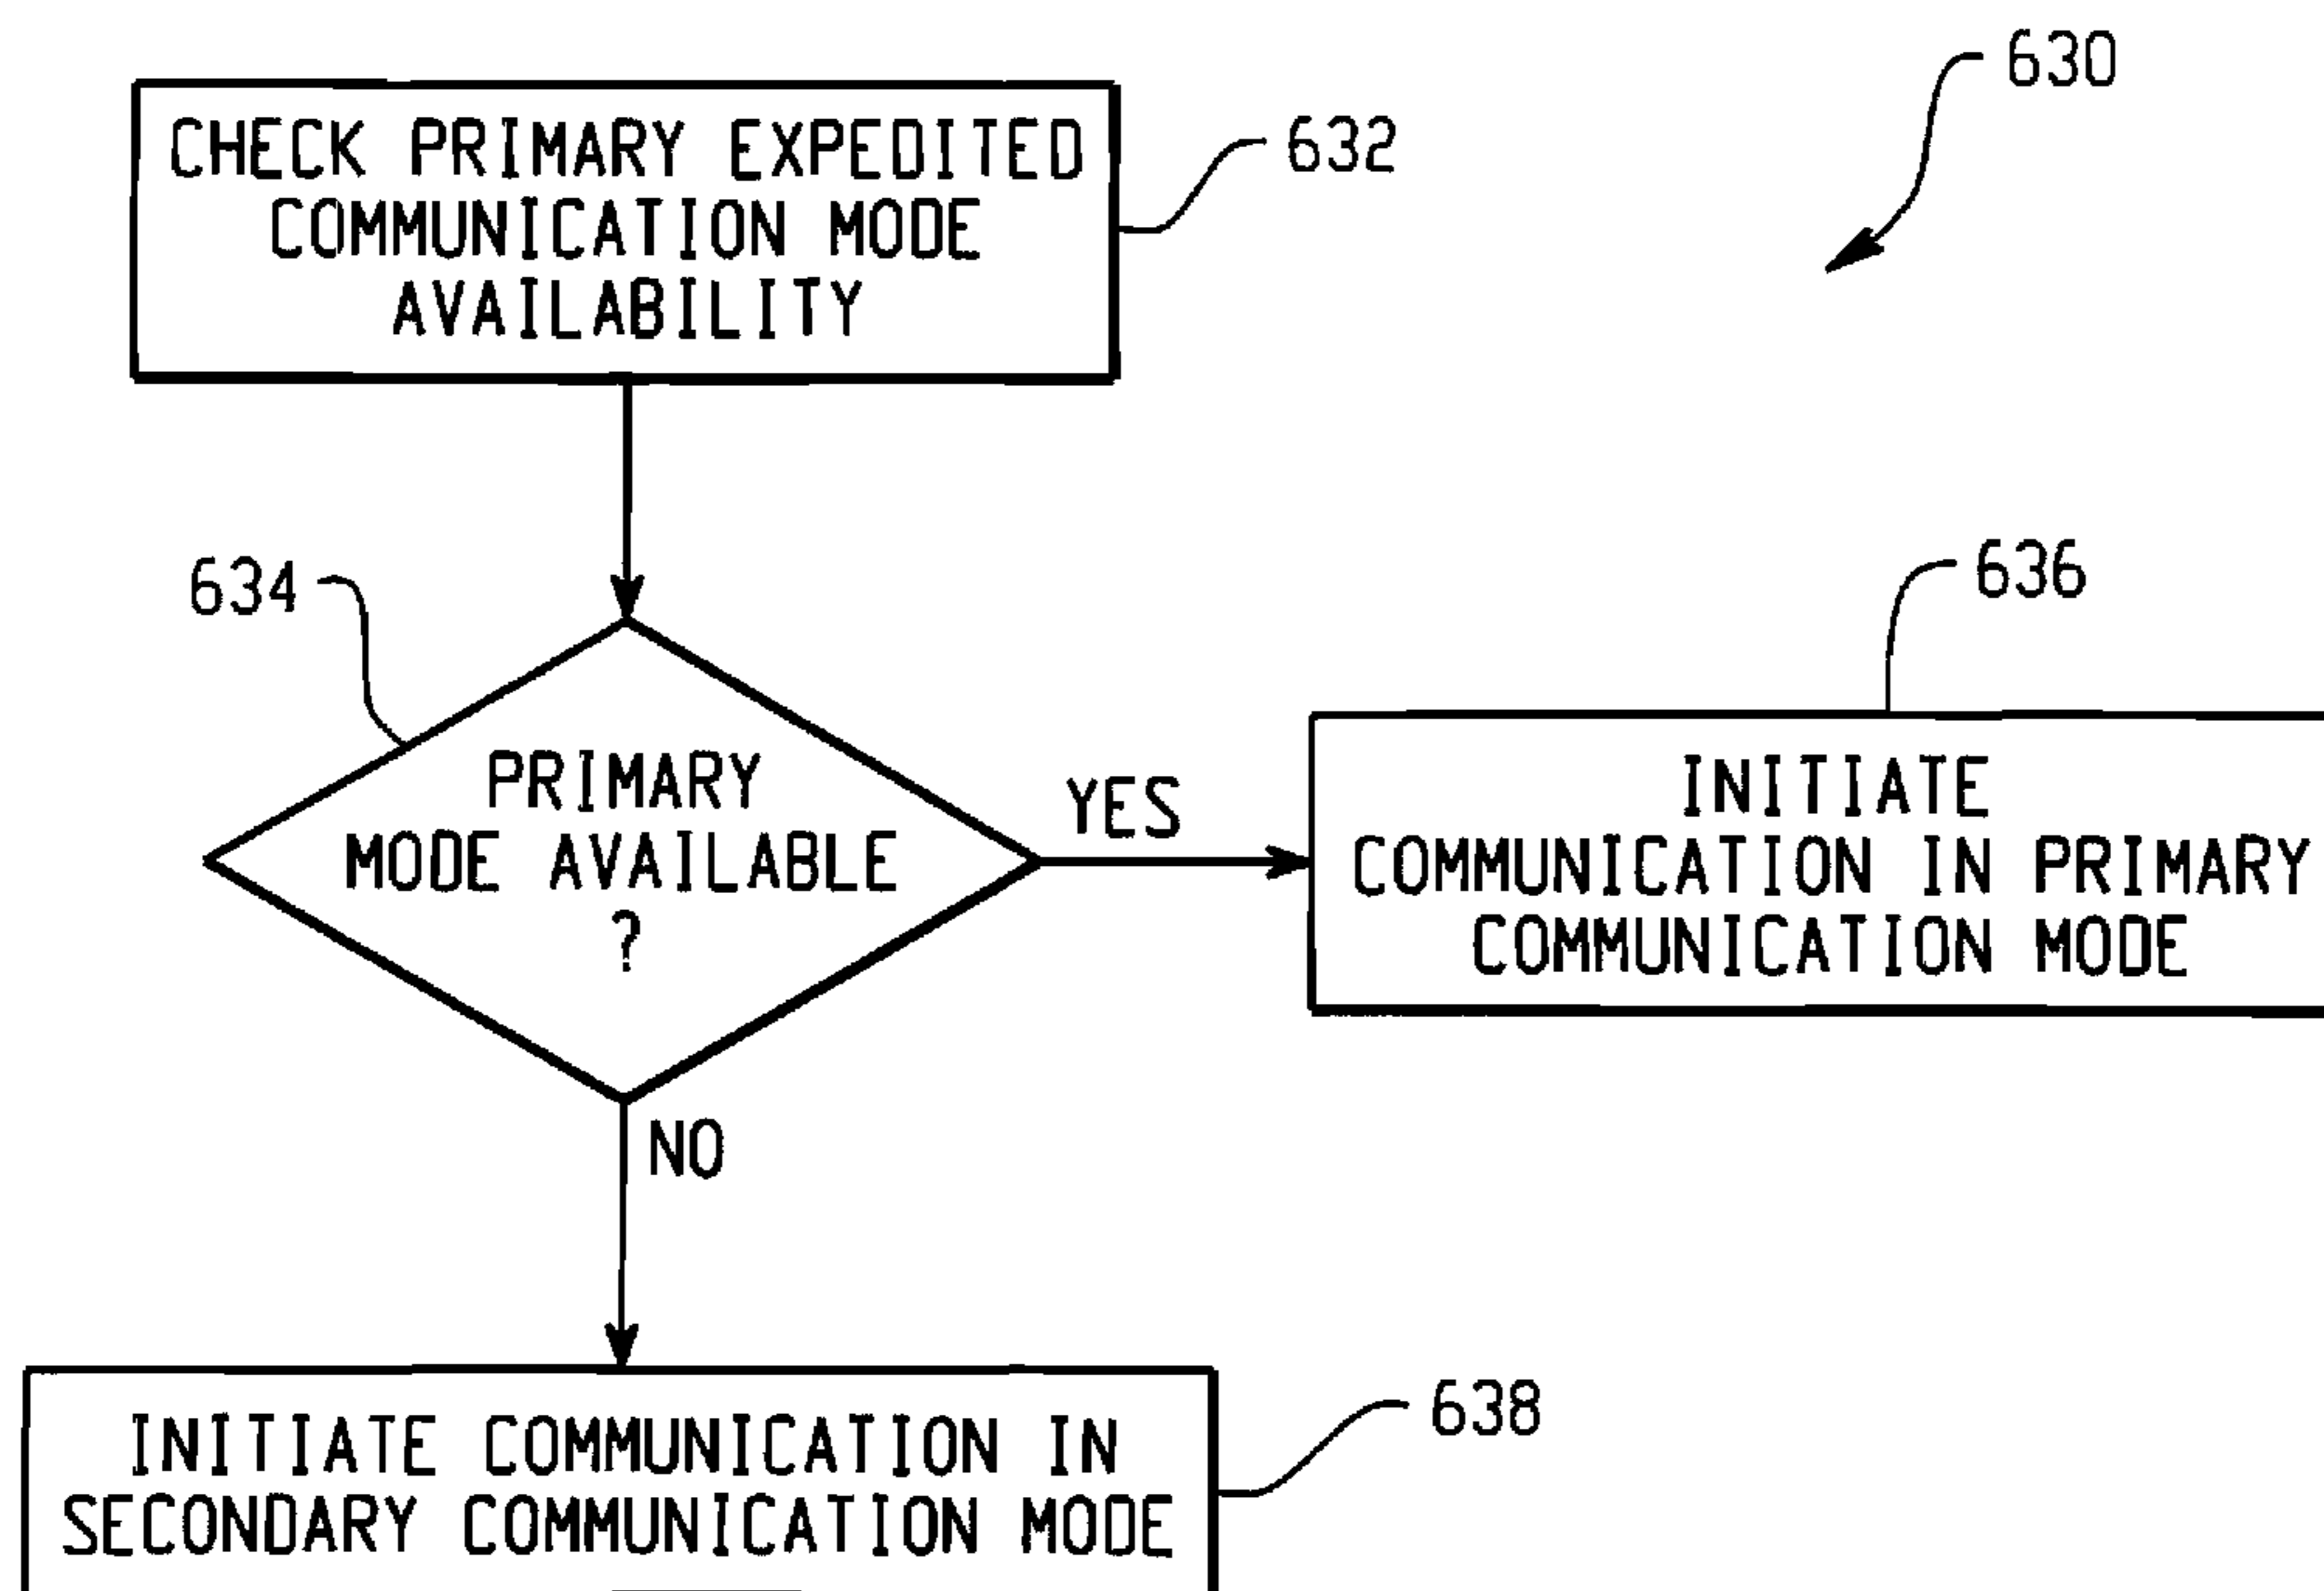 630
CHECK PRIMARY EXPEDITED
COMMUNICATION MODE
AVAILABILITY
632
634
PRIMARY
MODE AVAILABLE
?
YES
636
INITIATE
COMMUNICATION IN PRIMARY
COMMUNICATION MODE
NO
INITIATE COMMUNICATION IN
SECONDARY COMMUNICATION MODE
638